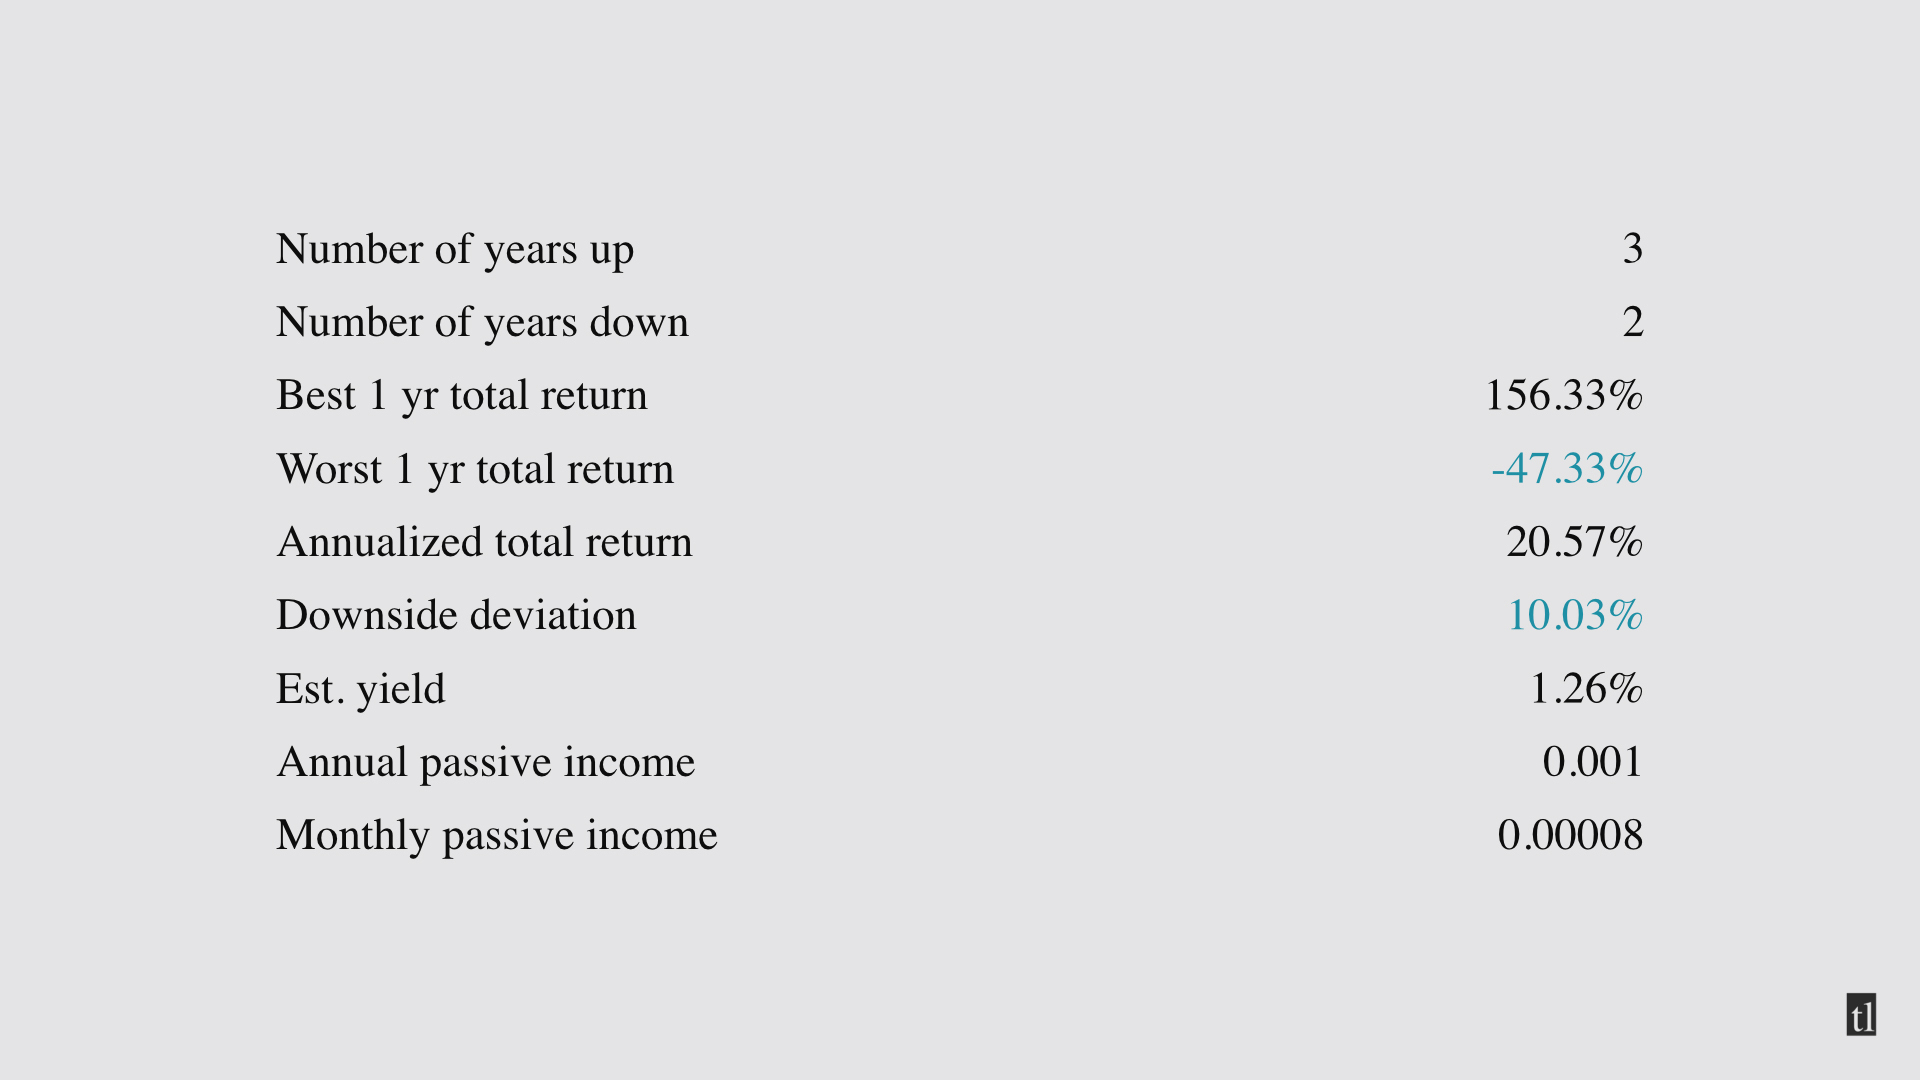 Number of years up 3
Number of years down 2
Best 1 yr total return 156.33%
Worst 1 yr total return -47.33%
Annualized total return 20.57%
Downside deviation 10.03%
Est. yield 1.26%
Annual passive income 0.001
Monthly passive income 0.00008
tl